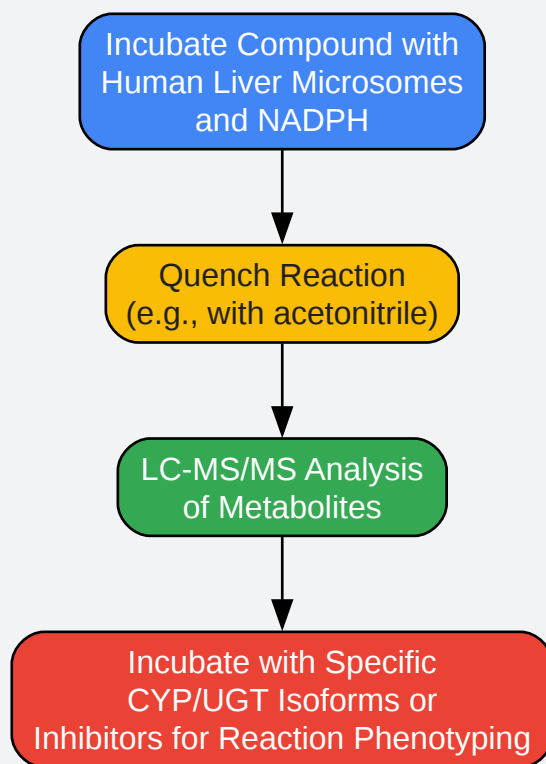 Incubate Compound with
Human Liver Microsomes
and NADPH
Quench Reaction
(e.g., with acetonitrile)
LC-MS/MS Analysis
of Metabolites
Incubate with Specific
CYP/UGT Isoforms or
Inhibitors for Reaction Phenotyping